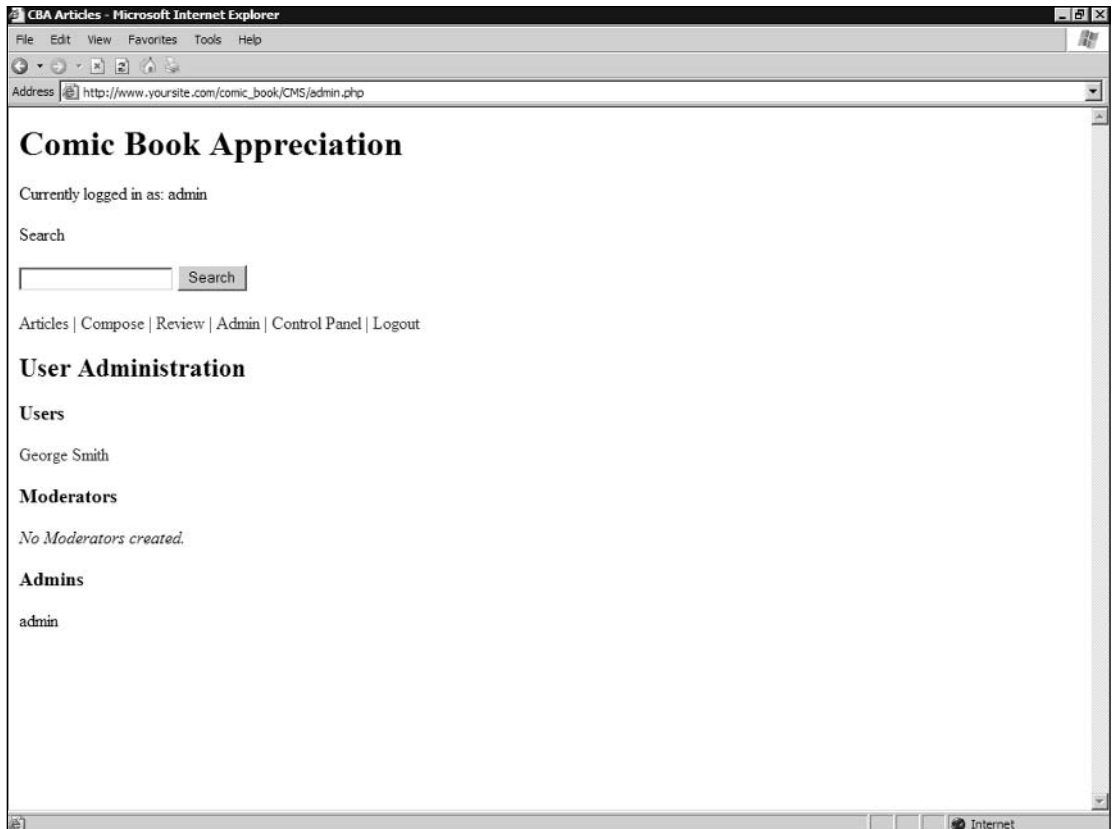 CBA Articles - Microsoft Internet Explorer
File Edit View Favorites Tools Help
Address http://www.yoursite.com/comic_book/CMS/admin.php
Comic Book Appreciation
Currently logged in as: admin
Search
Search
Articles | Compose | Review | Admin | Control Panel | Logout
User Administration
Users
George Smith
Moderators
No Moderators created.
Admins
admin
Internet